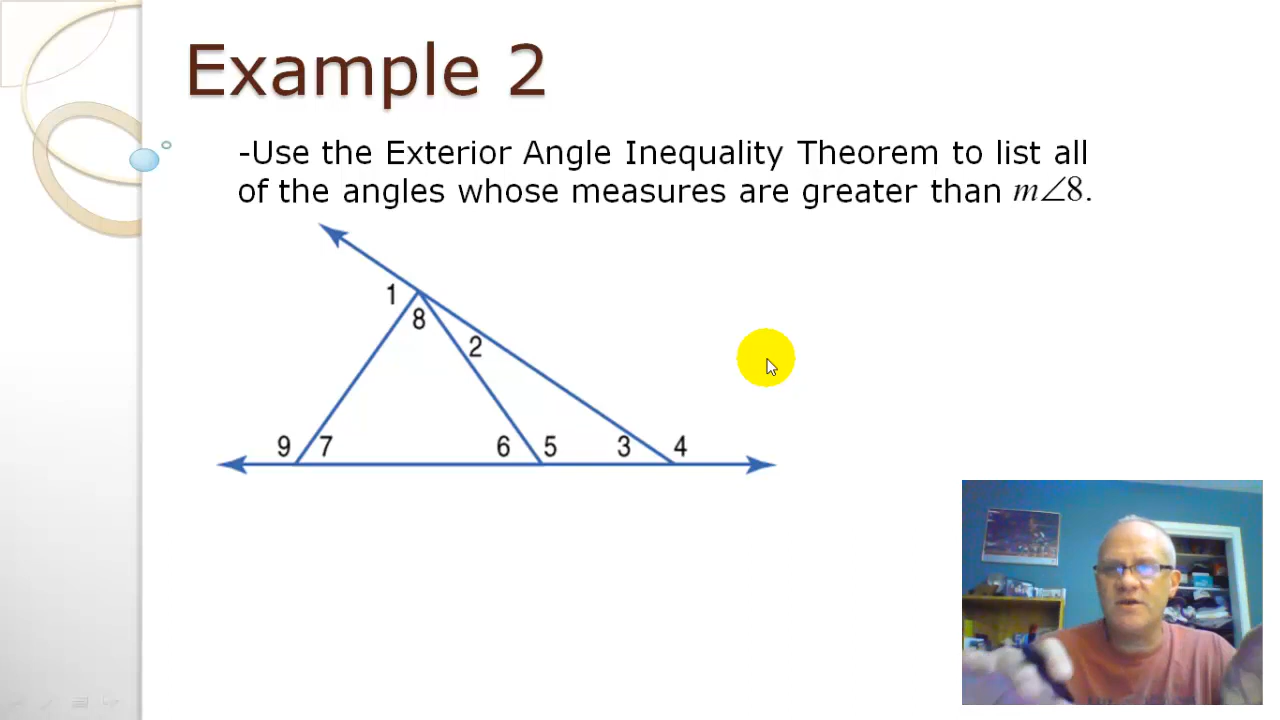 Example 2
-Use the Exterior Angle Inequality Theorem to list all
of the angles whose measures are greater than m∠8.
1
8
2
9 7 6 5 3 4